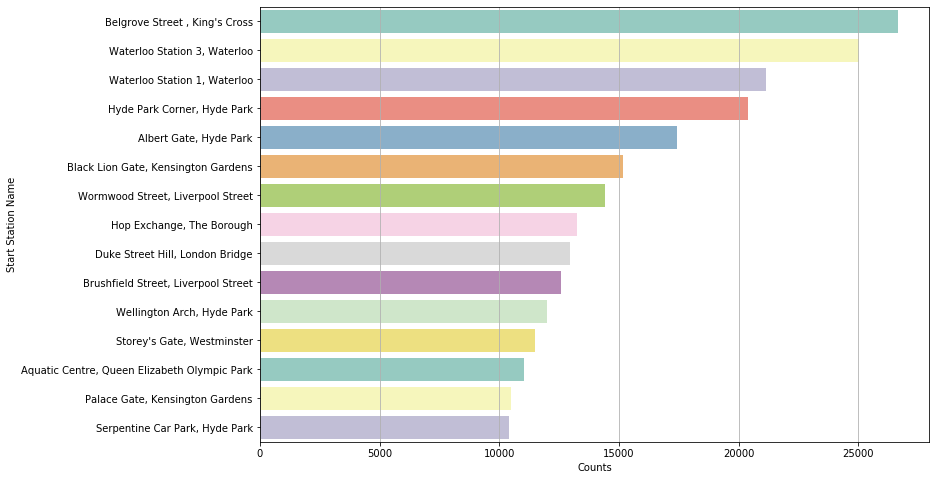 Belgrove Street , King's Cross
Waterloo Station 3, Waterloo
Waterloo Station 1, Waterloo
Hyde Park Corner, Hyde Park
Albert Gate, Hyde Park
Black Lion Gate, Kensington Gardens
Wormwood Street, Liverpool Street
Hop Exchange, The Borough
Duke Street Hill, London Bridge
Brushfield Street, Liverpool Street
Wellington Arch, Hyde Park
Storey's Gate, Westminster
Aquatic Centre, Queen Elizabeth Olympic Park
Palace Gate, Kensington Gardens
Serpentine Car Park, Hyde Park
Start Station Name
0 5000 10000 15000 20000 25000
Counts